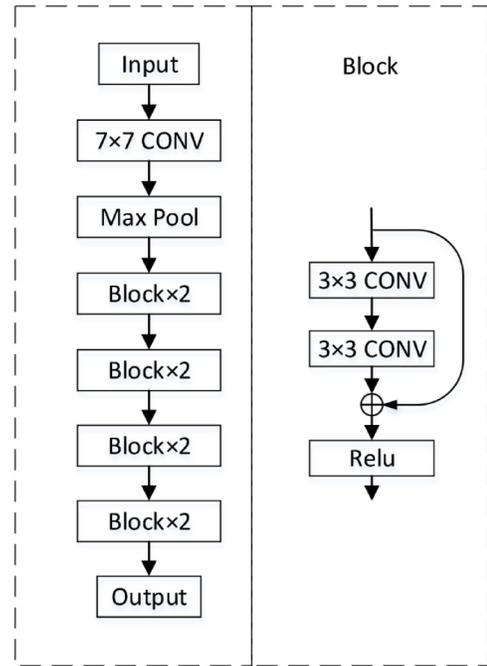 Input
7×7 CONV
Max Pool
Block×2
Block×2
Block×2
Block×2
Output
Block
3×3 CONV
3×3 CONV
Relu